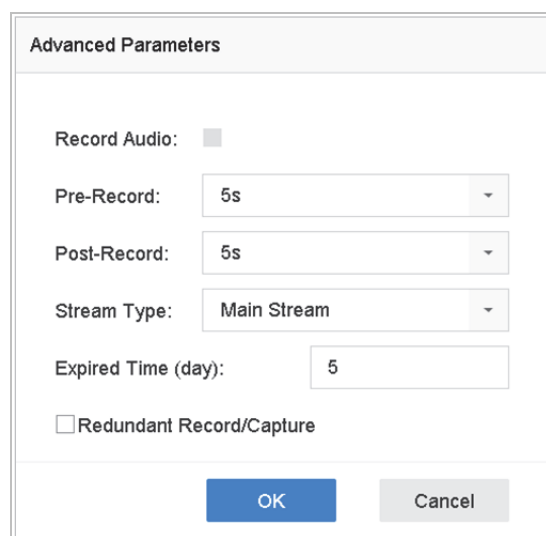 Advanced Parameters
Record Audio:
Pre-Record: 5s
Post-Record: 5s
Stream Type: Main Stream
Expired Time (day): 5
Redundant Record/Capture
OK Cancel